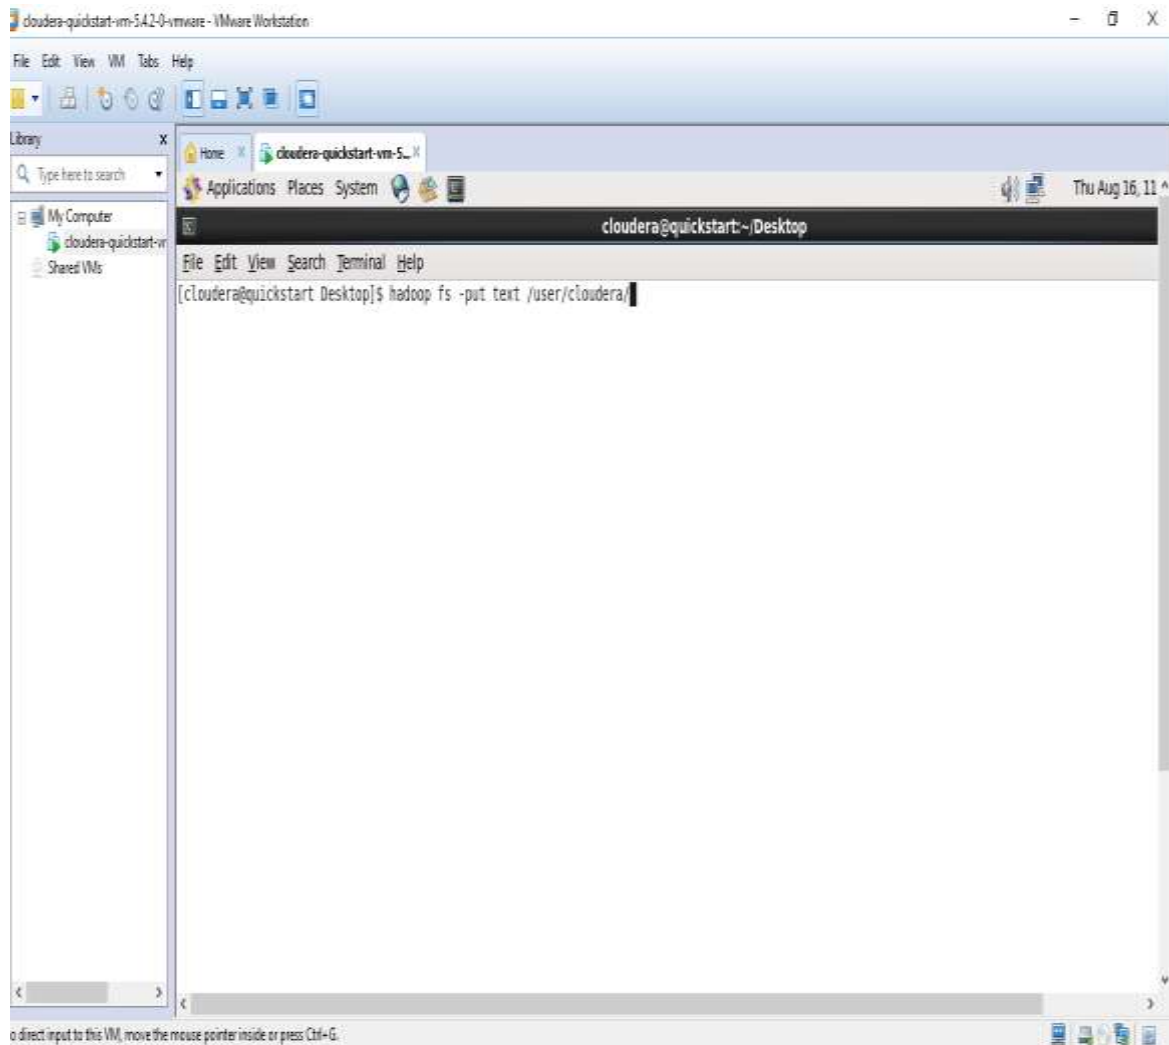 cloudera-quickstart-vm-5.4.2-0-vmware - VMware Workstation
File Edit View VM Tabs Help
Library X
Type here to search
My Computer
cloudera-quickstart-vr
Shared VMs
Home X cloudera-quickstart-vm-5... X
Applications Places System Thu Aug 16, 11
cloudera@quickstart:~/Desktop
File Edit View Search Terminal Help
[cloudera@quickstart Desktop]$ hadoop fs -put text /user/cloudera/
o direct input to this VM, move the mouse pointer inside or press Ctrl+G.